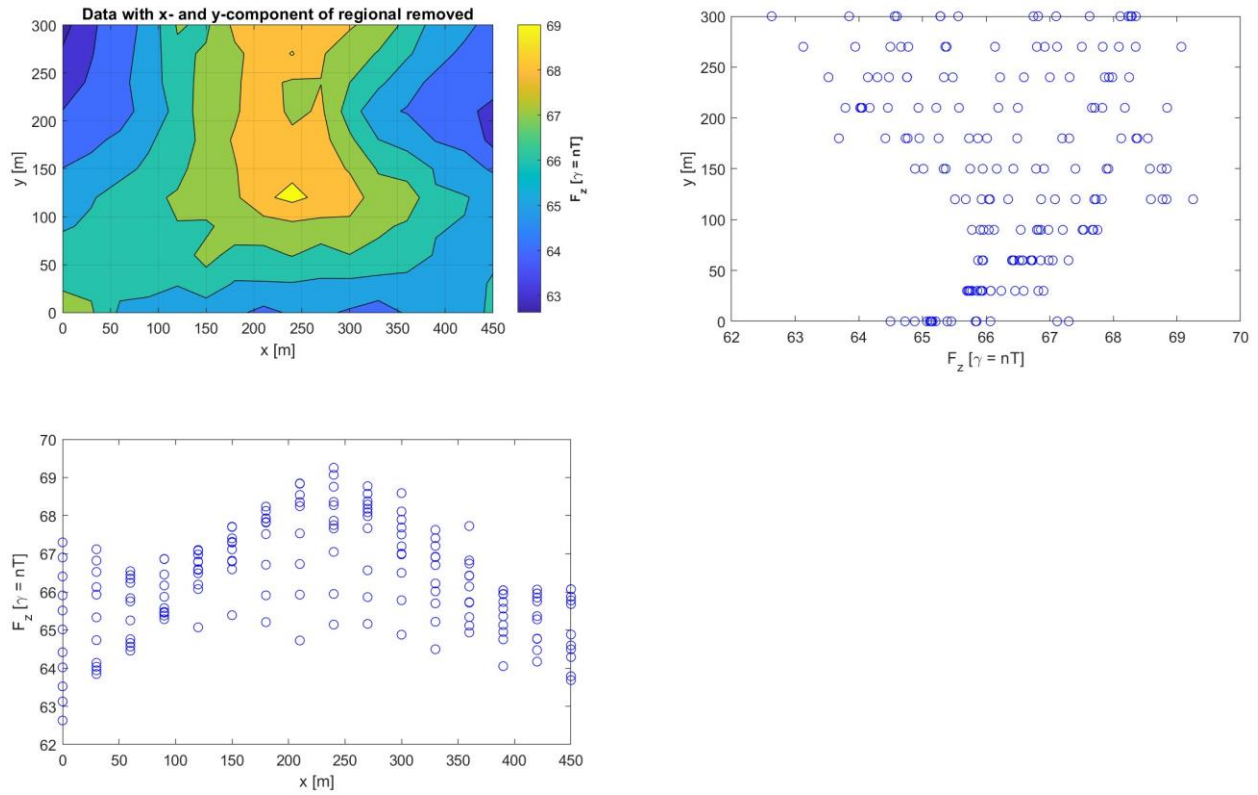 Data with x- and y-component of regional removed
300
250
200
150
100
50
0
y [m]
0 50 100 150 200 250 300 350 400 450
x [m]
69
68
67
66
65
64
63
F_z [γ = nT]
300
250
200
150
100
50
0
y [m]
62 63 64 65 66 67 68 69 70
F_z [γ = nT]
70
69
68
67
66
65
64
63
62
F_z [γ = nT]
0 50 100 150 200 250 300 350 400 450
x [m]